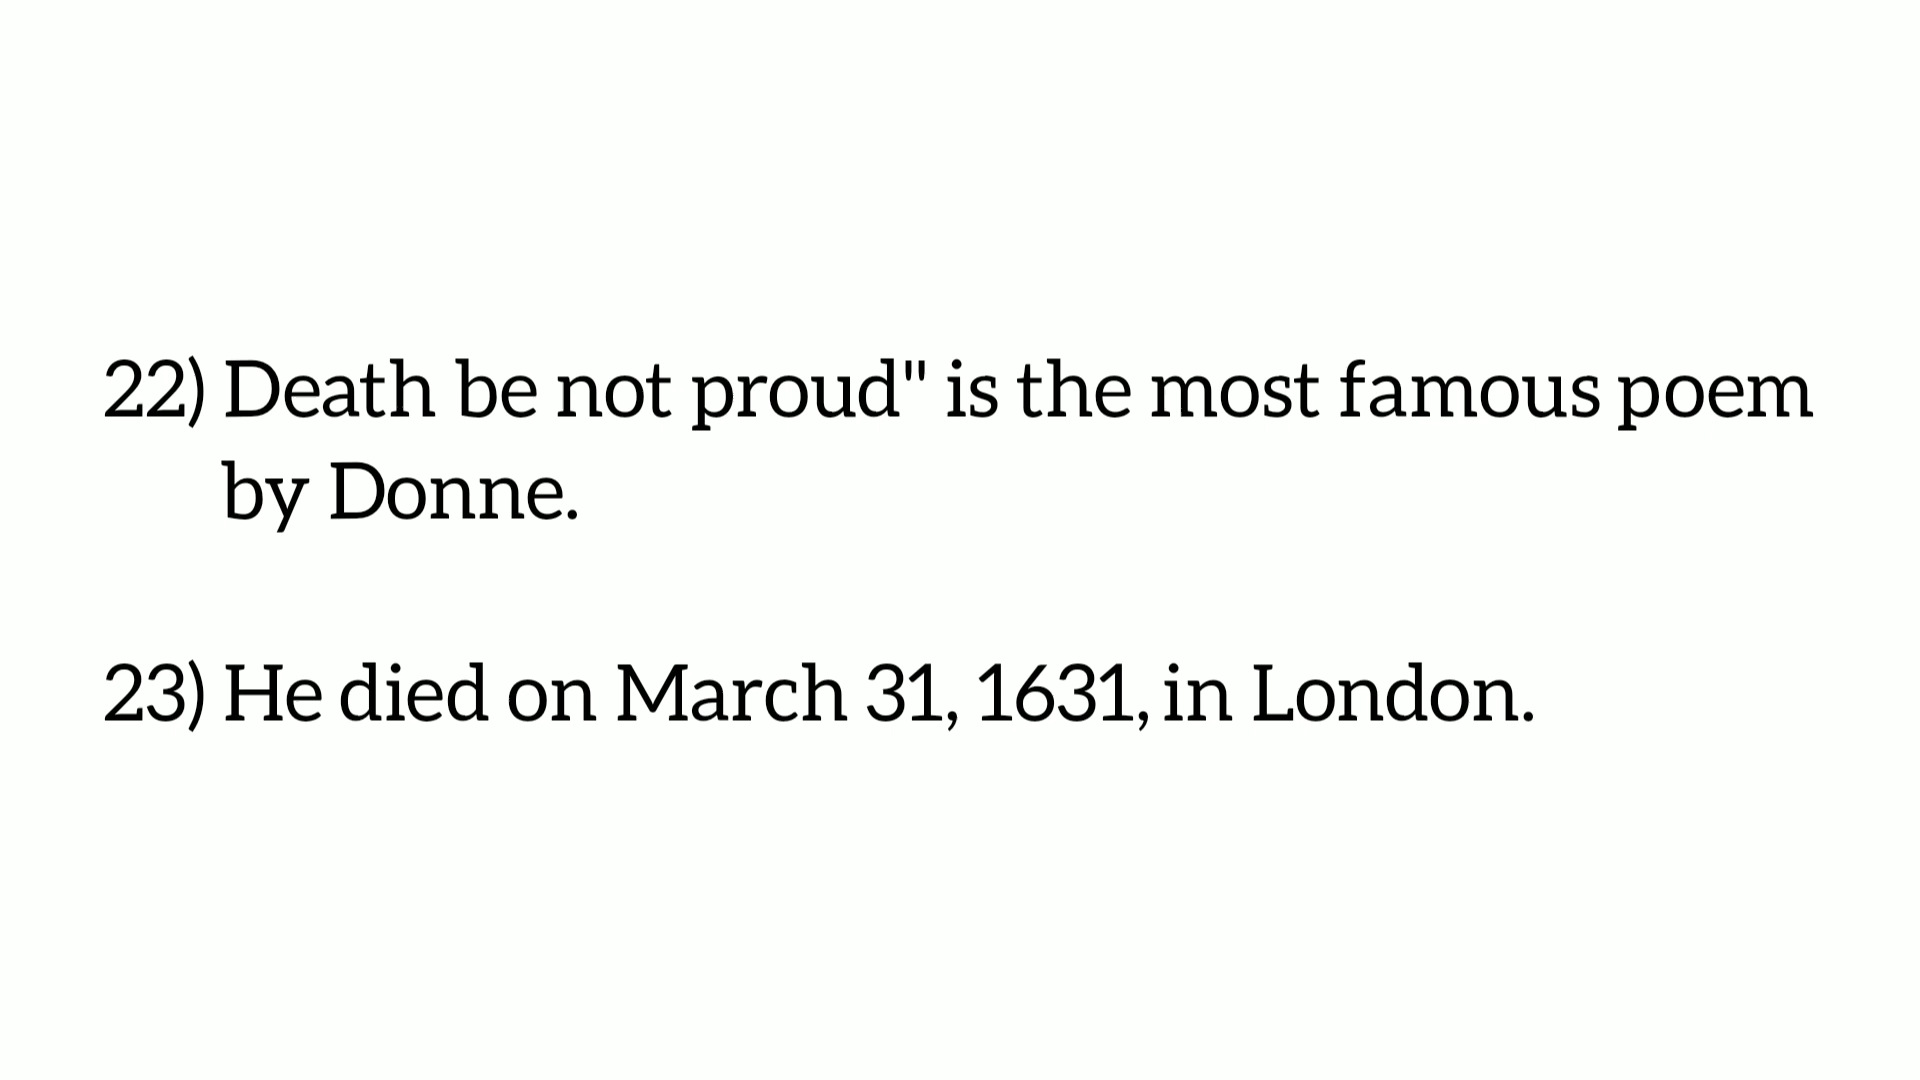 22) Death be not proud" is the most famous poem
by Donne.
23) He died on March 31, 1631, in London.